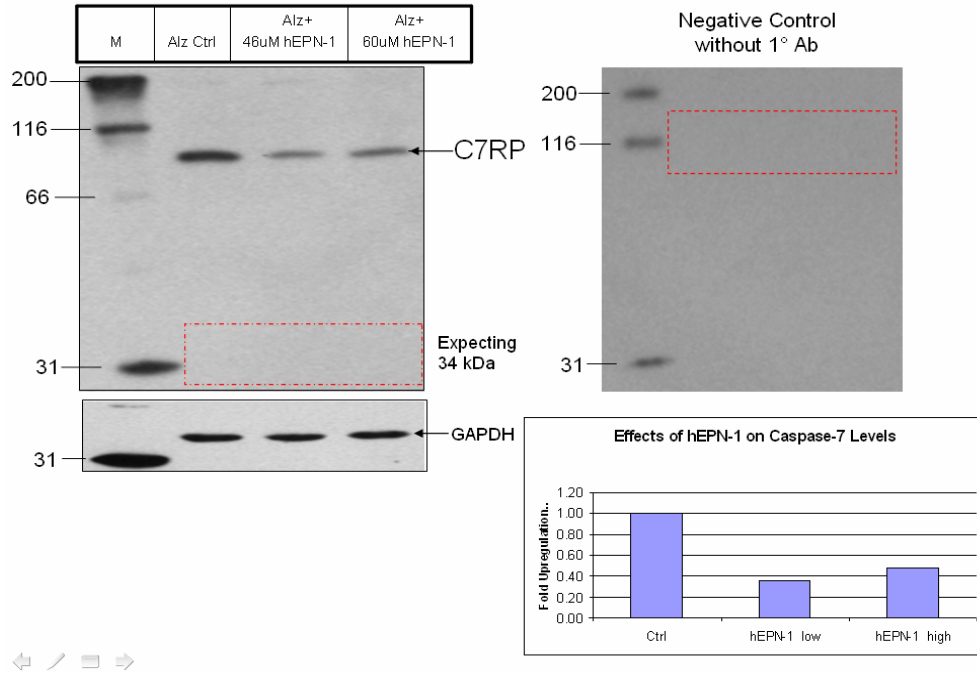 M
Alz Ctrl
Alz+
46uM hEPN-1
Alz+
60uM hEPN-1
200
116
66
31
C7RP
Expecting
34 kDa
GAPDH
31
Negative Control
without 1° Ab
200
116
31
Effects of hEPN-1 on Caspase-7 Levels
Fold Upregulation..
1.20
1.00
0.80
0.60
0.40
0.20
0.00
Ctrl
hEPN-1 low
hEPN-1 high